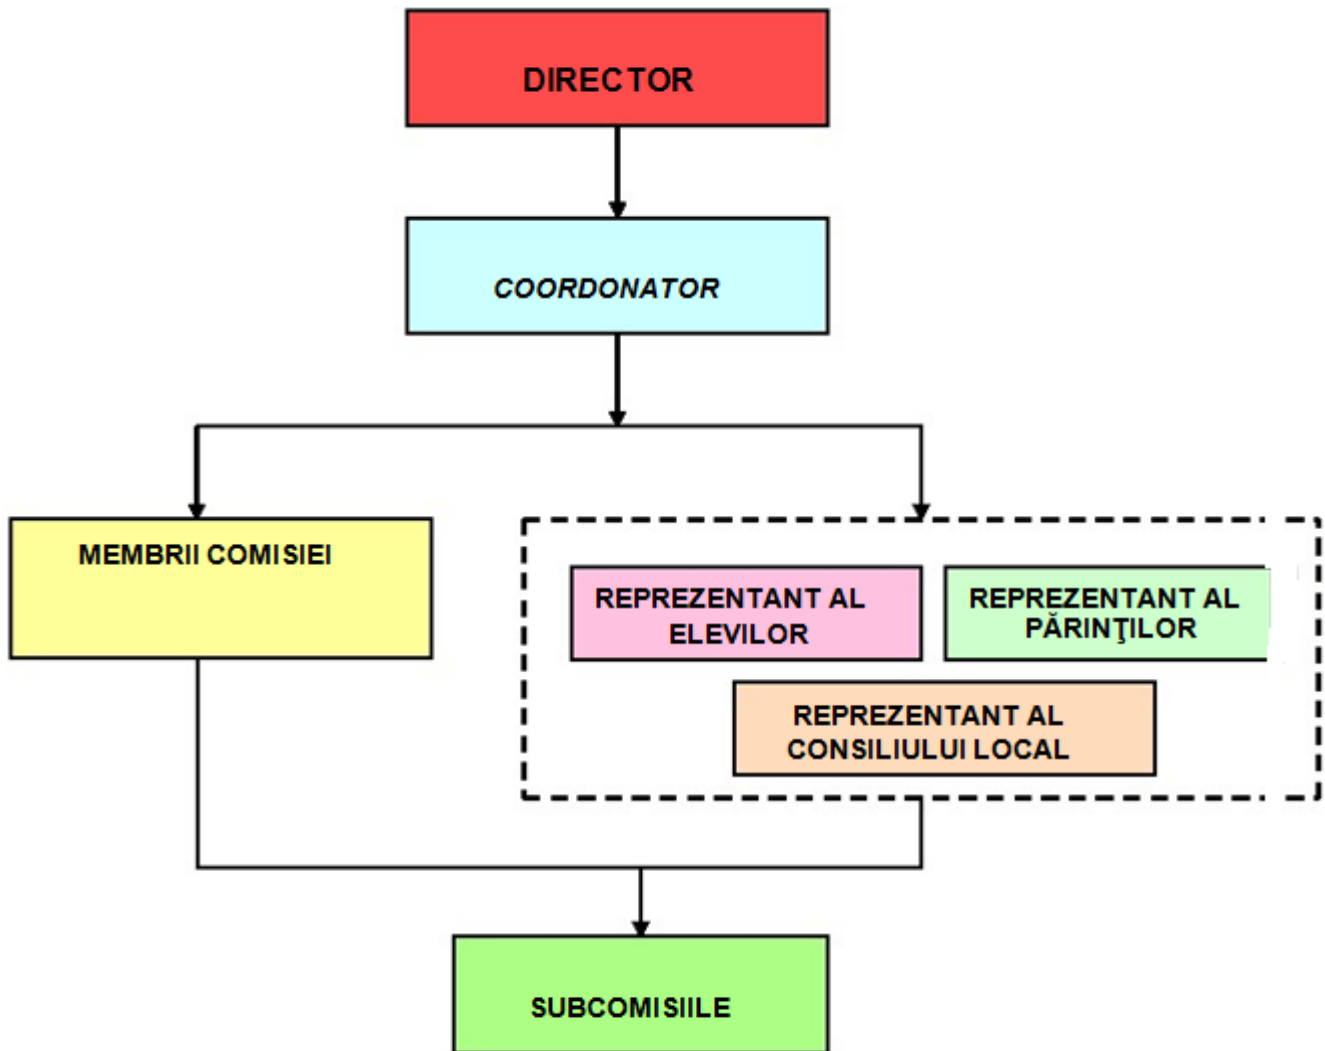 DIRECTOR
COORDONATOR
MEMBRII COMISIEI
REPREZENTANT AL
ELEVILOR
REPREZENTANT AL
PĂRINŢILOR
REPREZENTANT AL
CONSILIULUI LOCAL
SUBCOMISIILE